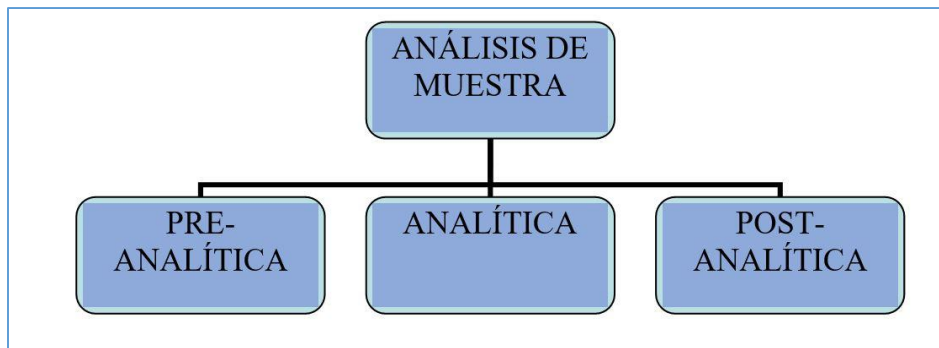 ANÁLISIS DE
MUESTRA
PRE-
ANALÍTICA
ANALÍTICA
POST-
ANALÍTICA